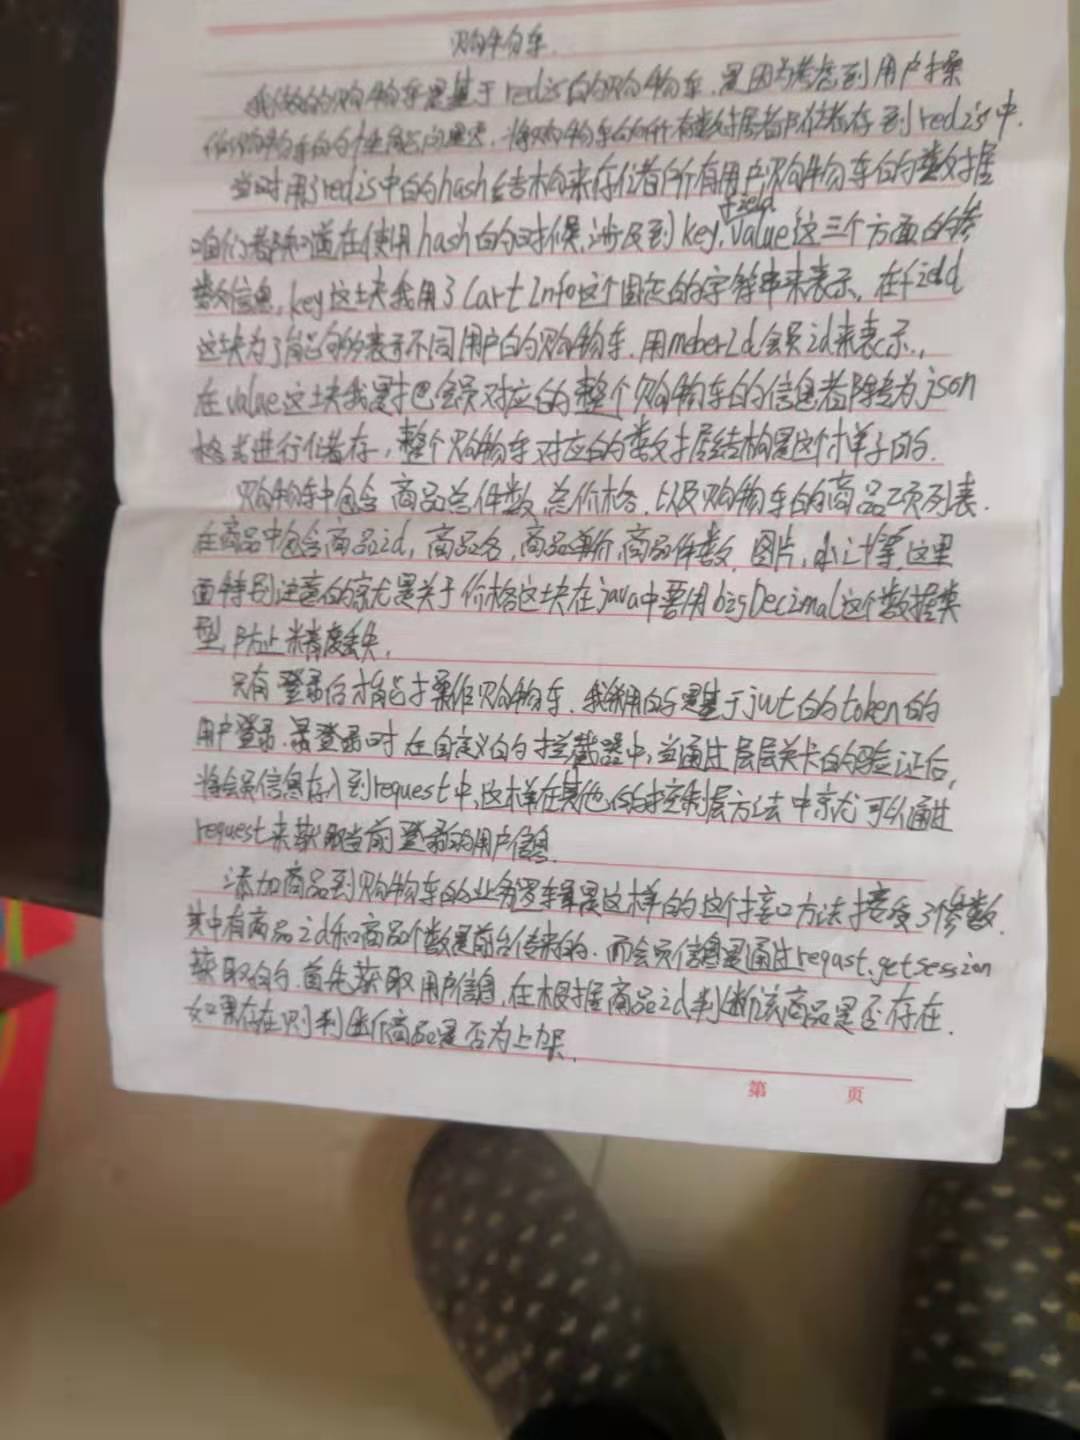 购物车.
我做的购物车是基于redis的购物车.是因为考虑到用户操
作购物车的性能问题.将购物车的所有数据都储存到redis中.
当时用了redis中的hash结构来存储着所有用户购物车的数据
咱们都知道在使用hash的时候,涉及到key,field value这三个方面的参
数信息,key这块我用了CartInfo这个固定的字符串来表示,在field
这块为了能够表示不同用户的购物车.用meberId会员id来表示.,
在value这块我是把会员对应的整个购物车的信息都转为json
格式进行储存,整个购物车对应的数据结构是这个样子的.
购物车中包含商品总件数,总价格.以及购物车的商品项列表.
在商品中包含商品id,商品名,商品单价,商品件数.图片,小计等,这里
面特别注意的就是关于价格这块在java中要用bigDecimal这个数据类
型,防止精度丢失.
只有登录后才能操作购物车.我采用的是基于jwt的token的
用户登录.当登录时在自定义的拦截器中,当通过层层关卡的验证后,
将会员信息存入到request中,这样在其他的控制层方法中就可以通过
request来获取当前登录的用户信息.
添加商品到购物车的业务逻辑是这样的这个接口方法接受3个参数.
其中有商品id和商品个数是前台传来的.而会员信息是通过reqast.getsession
获取的.首先获取用户信息.在根据商品id判断该商品是否存在.
如果存在则判断商品是否为上架.
第 页